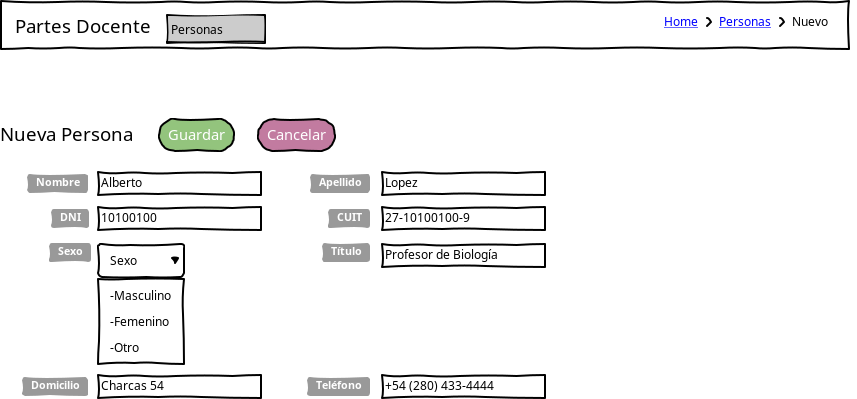 Partes Docente Personas Home Personas Nuevo
Nueva Persona Guardar Cancelar
Nombre Alberto Apellido Lopez
DNI 10100100 CUIT 27-10100100-9
Sexo Sexo Título Profesor de Biología
-Masculino
-Femenino
-Otro
Domicilio Charcas 54 Teléfono +54 (280) 433-4444